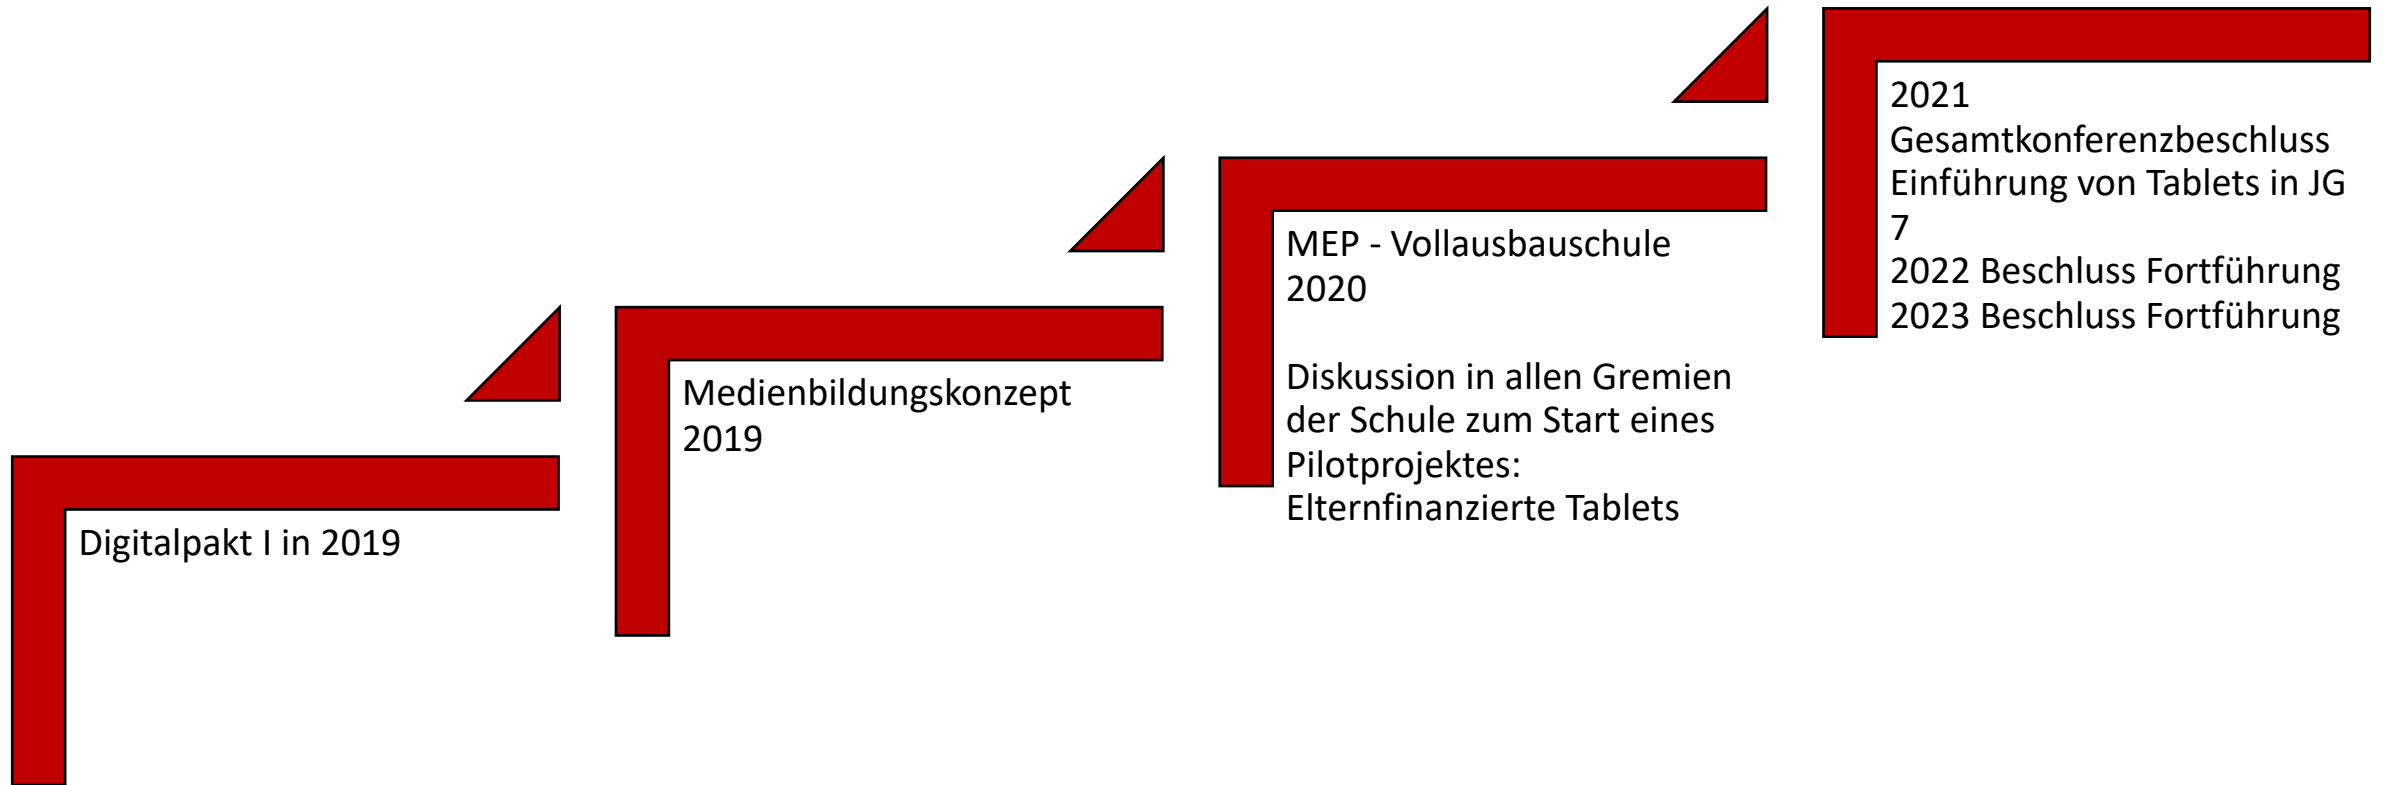 Digitalpakt I in 2019
Medienbildungskonzept
2019
MEP - Vollausbauschule
2020
Diskussion in allen Gremien
der Schule zum Start eines
Pilotprojektes:
Elternfinanzierte Tablets
2021
Gesamtkonferenzbeschluss
Einführung von Tablets in JG
7
2022 Beschluss Fortführung
2023 Beschluss Fortführung